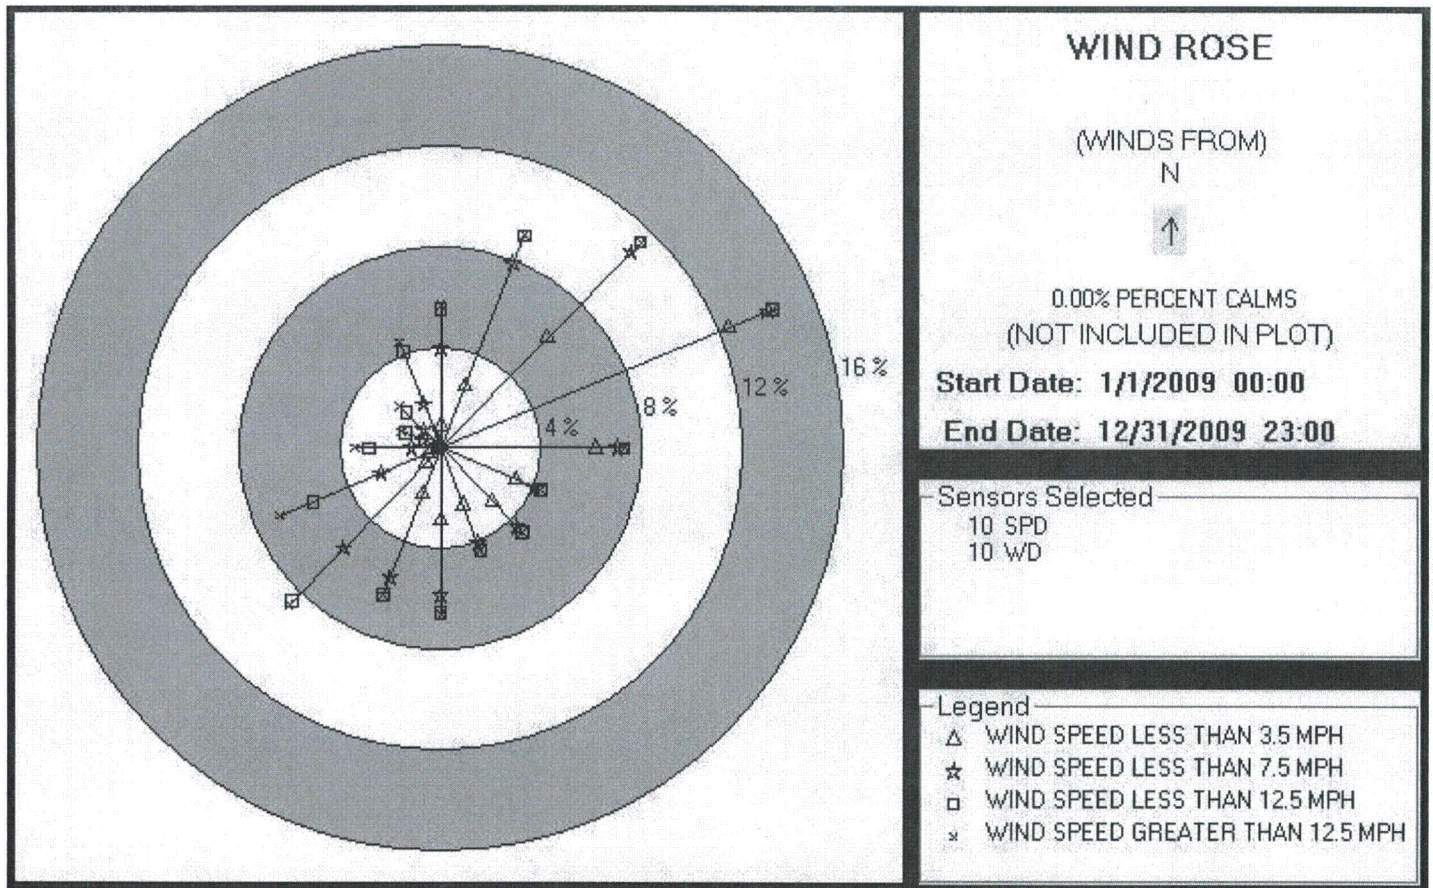 WIND ROSE
(WINDS FROM)
N
0.00% PERCENT CALMS
(NOT INCLUDED IN PLOT)
Start Date: 1/1/2009 00:00
End Date: 12/31/2009 23:00
16 %
12 %
8 %
4 %
Sensors Selected
10 SPD
10 WD
Legend
WIND SPEED LESS THAN 3.5 MPH
WIND SPEED LESS THAN 7.5 MPH
WIND SPEED LESS THAN 12.5 MPH
WIND SPEED GREATER THAN 12.5 MPH